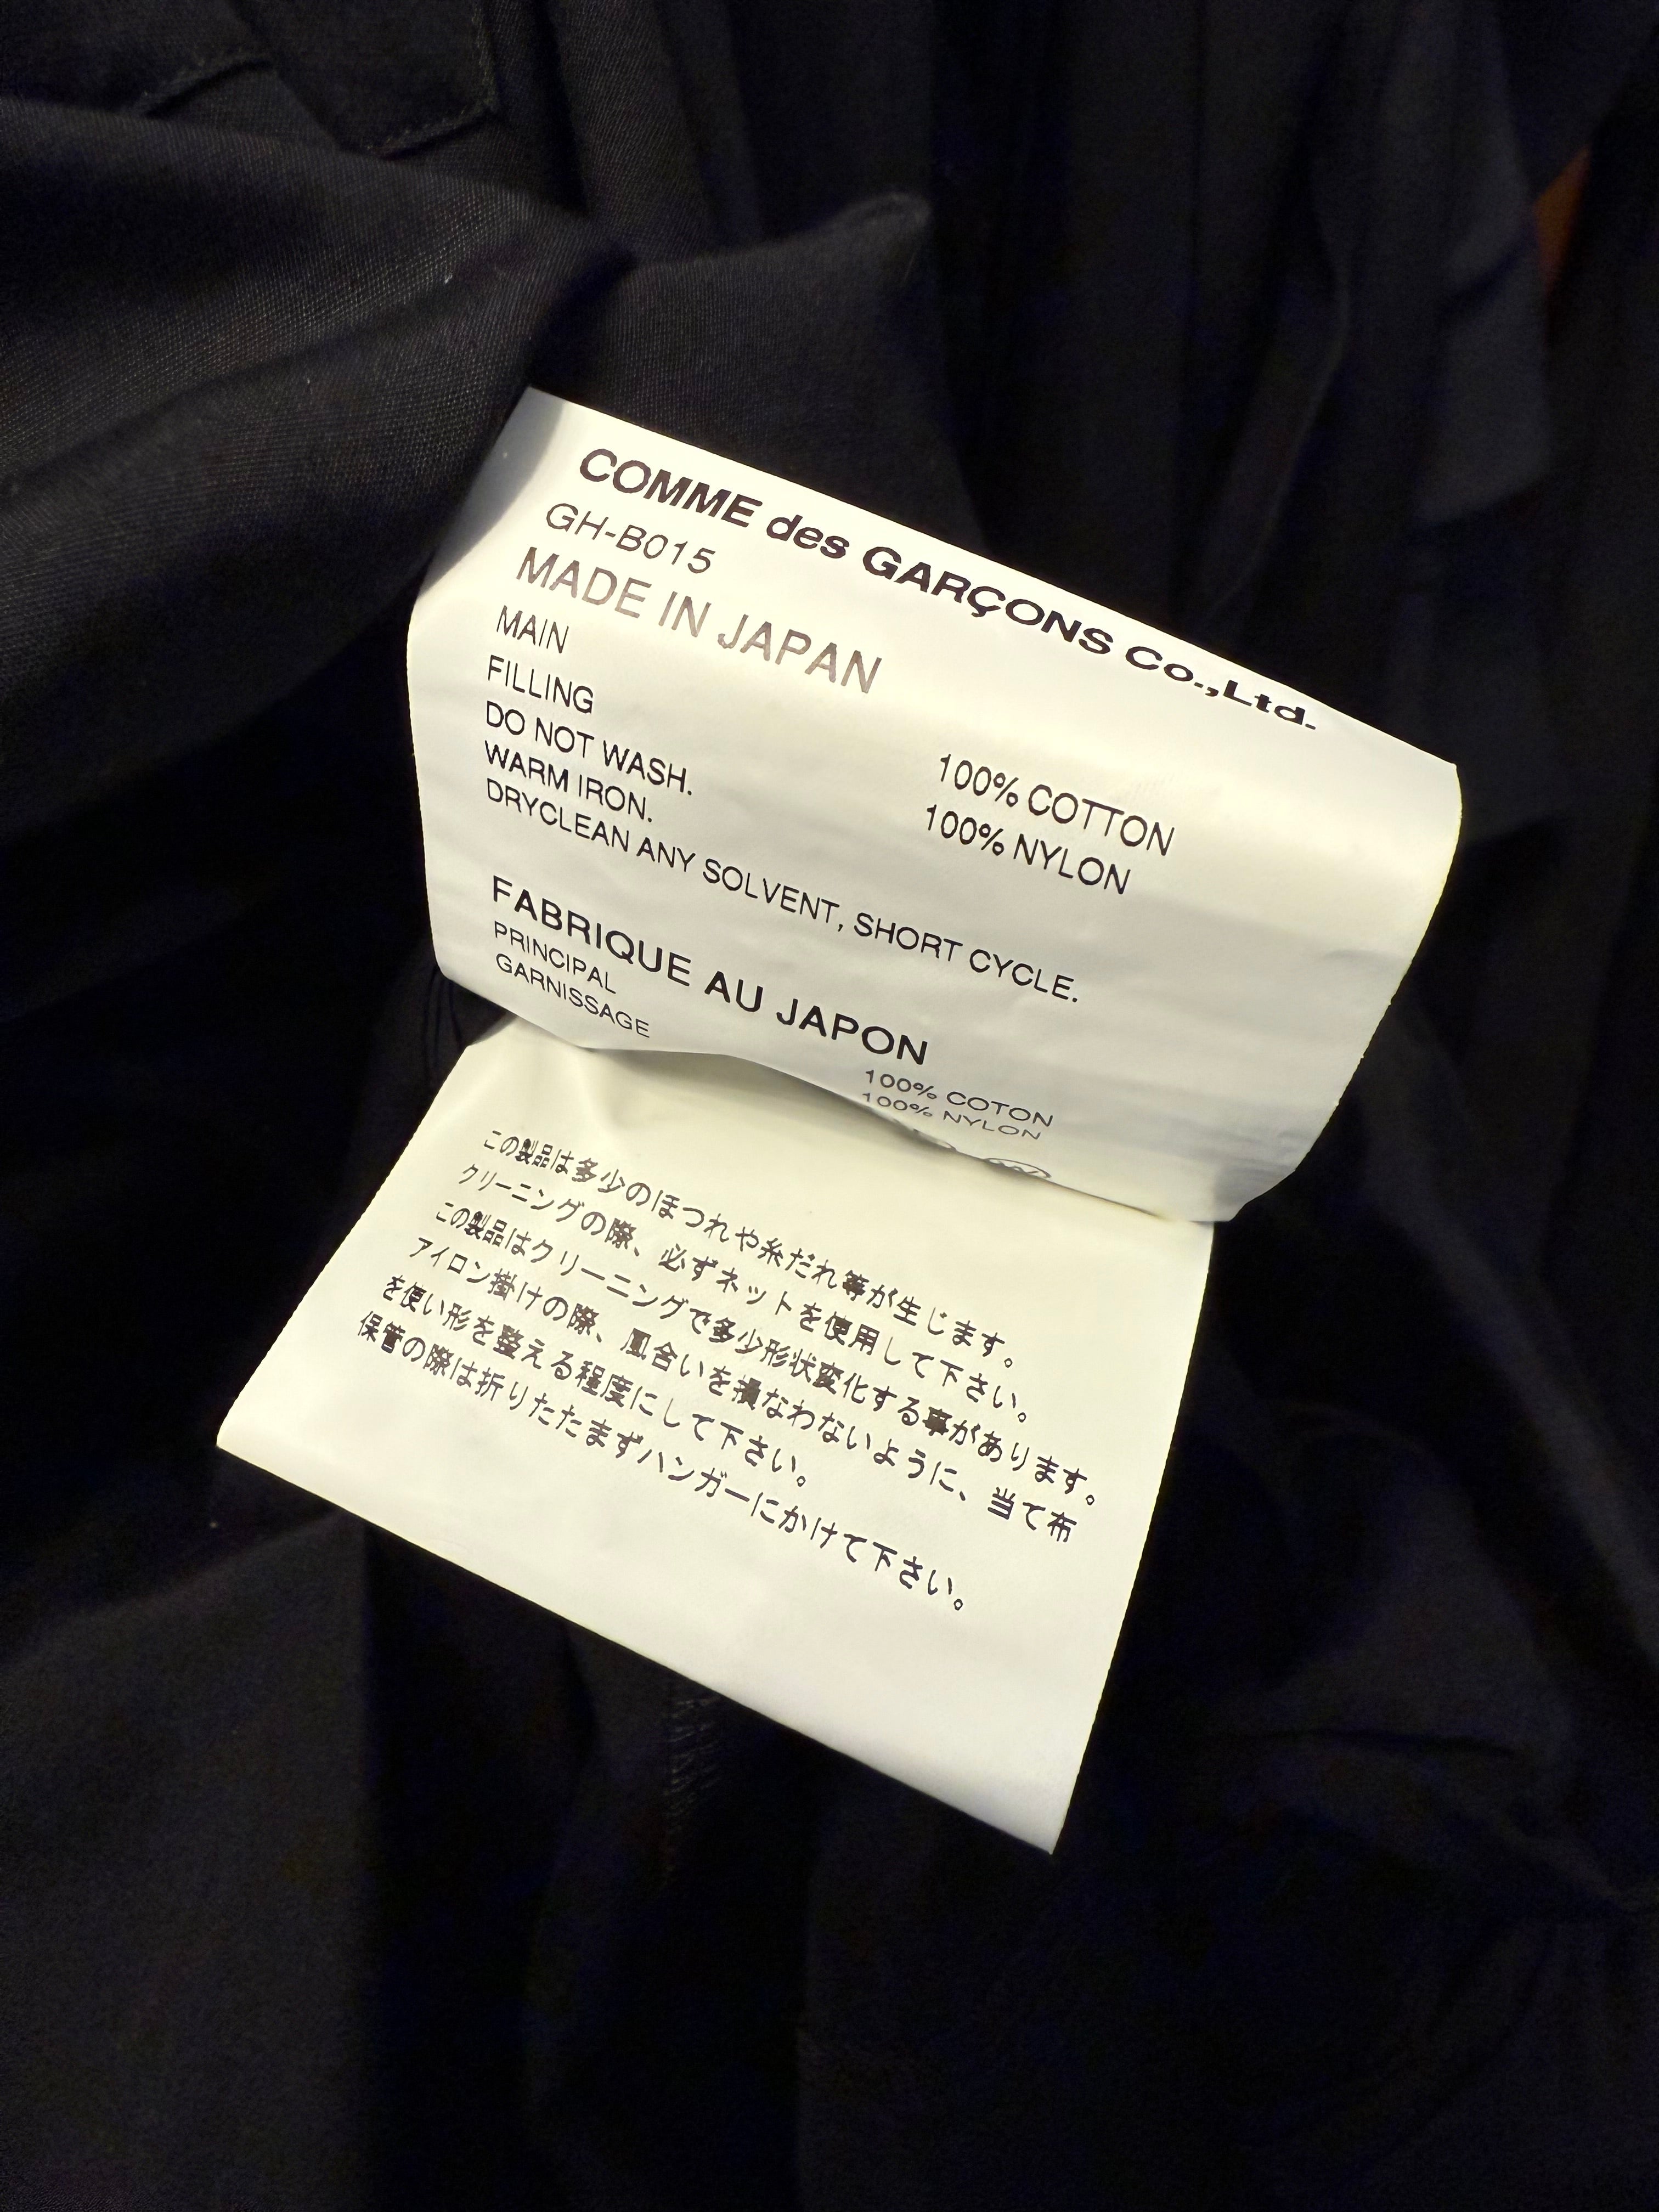 COMME des GARÇONS Co.,Ltd.
GH-B015
MADE IN JAPAN
MAIN 100% COTTON
FILLING 100% NYLON
DO NOT WASH.
WARM IRON.
DRYCLEAN ANY SOLVENT, SHORT CYCLE.
FABRIQUE AU JAPON
PRINCIPAL 100% COTON
GARNISSAGE 100% NYLON
この製品は多少のほつれや糸だれ等が生じます。
クリーニングの際、必ずネットを使用して下さい。
この製品はクリーニングで多少形状変化する事があります。
アイロン掛けの際、風合いを損なわないように、当て布
を使い形を整える程度にして下さい。
保管の際は折りたたまずハンガーにかけて下さい。